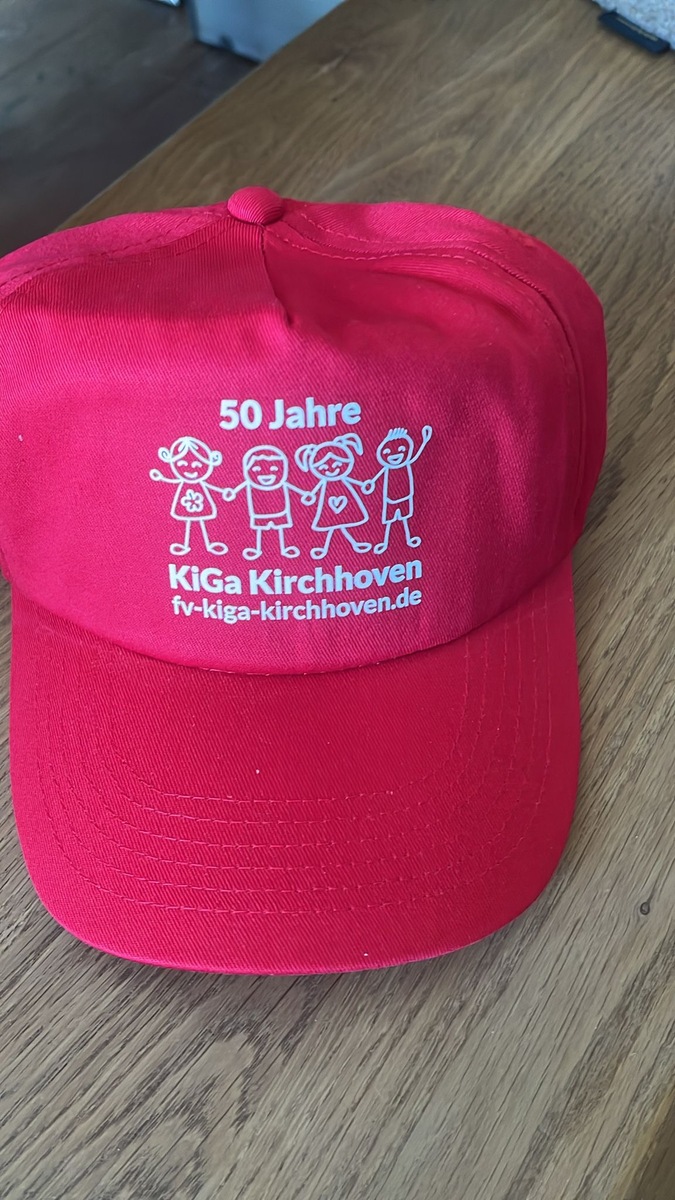 50 Jahre
KiGa Kirchhoven
fv-kiga-kirchhoven.de